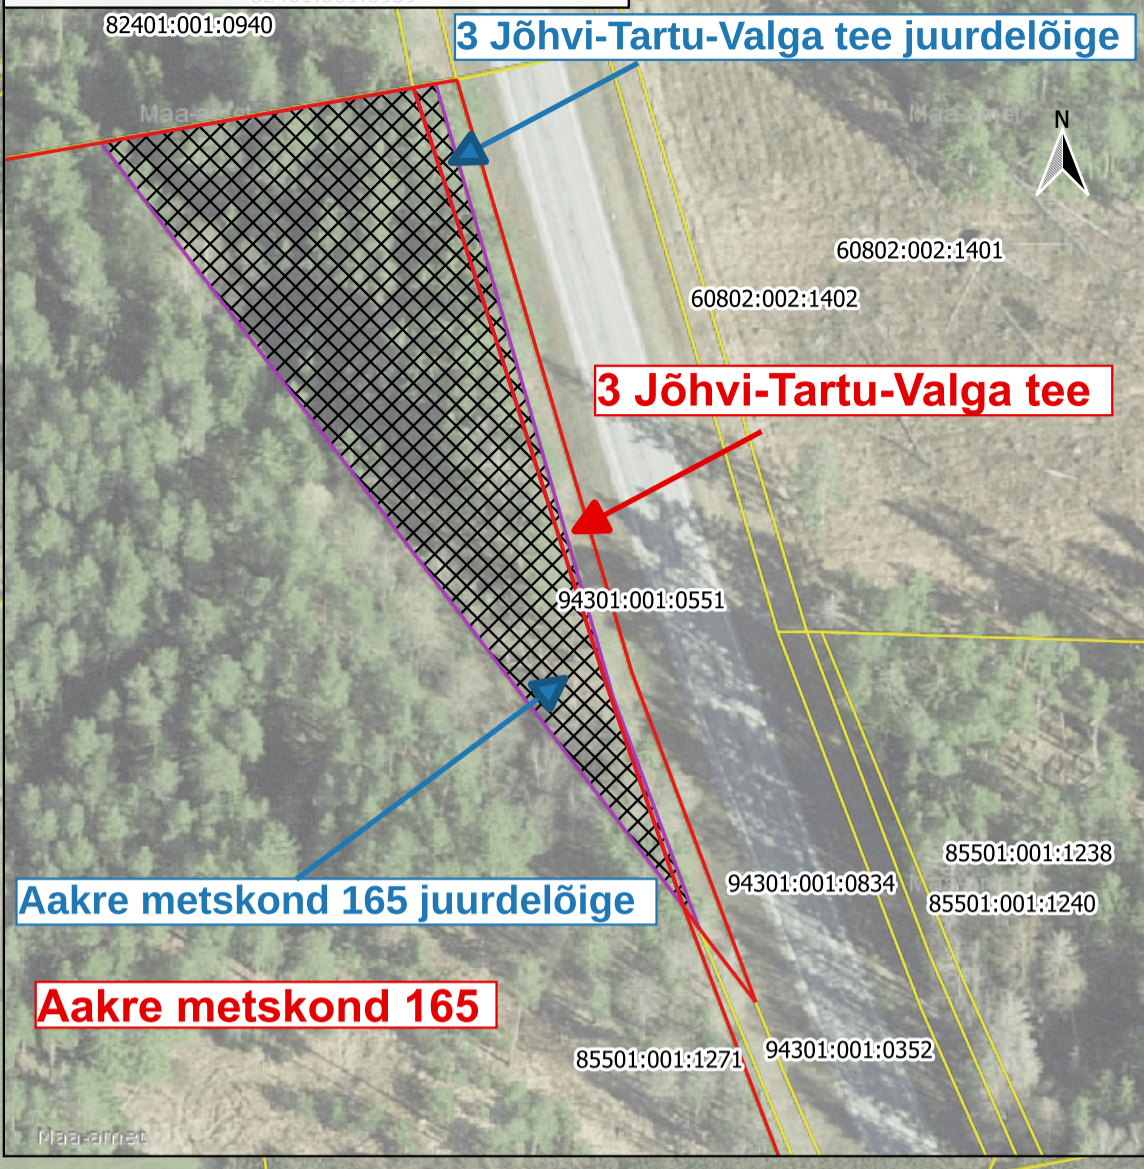 82401:001:0940
3 Jõhvi-Tartu-Valga tee juurdelõige
Maa-amet
Maa-amet
N
60802:002:1401
60802:002:1402
3 Jõhvi-Tartu-Valga tee
94301:001:0551
85501:001:1238
94301:001:0834
85501:001:1240
Aakre metskond 165 juurdelõige
Aakre metskond 165
85501:001:1271
94301:001:0352
Maa-amet